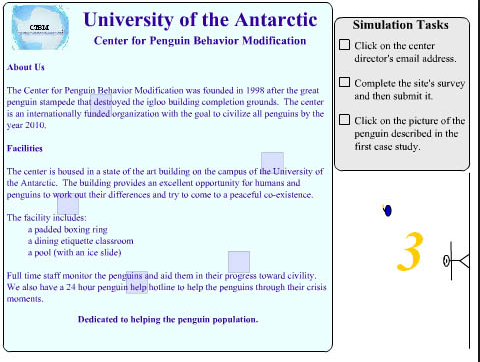 CPBM
University of the Antarctic
Center for Penguin Behavior Modification
About Us
The Center for Penguin Behavior Modification was founded in 1998 after the great
penguin stampede that destroyed the igloo building completion grounds. The center
is an internationally funded organization with the goal to civilize all penguins by the
year 2010.
Facilities
The center is housed in a state of the art building on the campus of the University of
the Antarctic. The building provides an excellent opportunity for humans and
penguins to work out their differences and try to come to a peaceful co-existence.
The facility includes:
a padded boxing ring
a dining etiquette classroom
a pool (with an ice slide)
Full time staff monitor the penguins and aid them in their progress toward civility.
We also have a 24 hour penguin help hotline to help the penguins through their crisis
moments.
Dedicated to helping the penguin population.
Simulation Tasks
Click on the center
director's email address.
Complete the site's survey
and then submit it.
Click on the picture of the
penguin described in the
first case study.
3